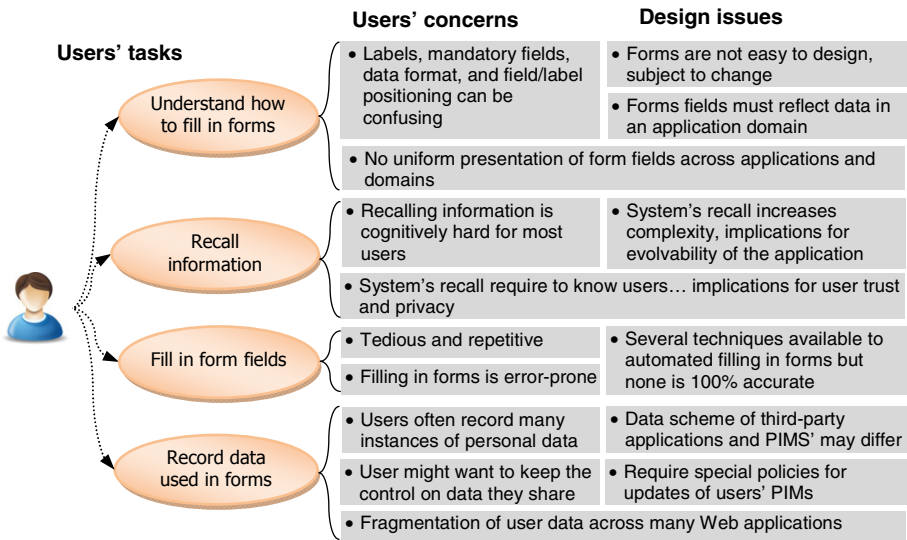 Users' concerns
Design issues
Users' tasks
Understand how
to fill in forms
• Labels, mandatory fields,
data format, and field/label
positioning can be
confusing
• Forms are not easy to design,
subject to change
• Forms fields must reflect data in
an application domain
• No uniform presentation of form fields across applications and
domains
Recall
information
• Recalling information is
cognitively hard for most
users
• System's recall increases
complexity, implications for
evolvability of the application
• System's recall require to know users… implications for user trust
and privacy
Fill in form fields
• Tedious and repetitive
• Filling in forms is error-prone
• Several techniques available to
automated filling in forms but
none is 100% accurate
Record data
used in forms
• Users often record many
instances of personal data
• Data scheme of third-party
applications and PIMS' may differ
• User might want to keep the
control on data they share
• Require special policies for
updates of users' PIMs
• Fragmentation of user data across many Web applications